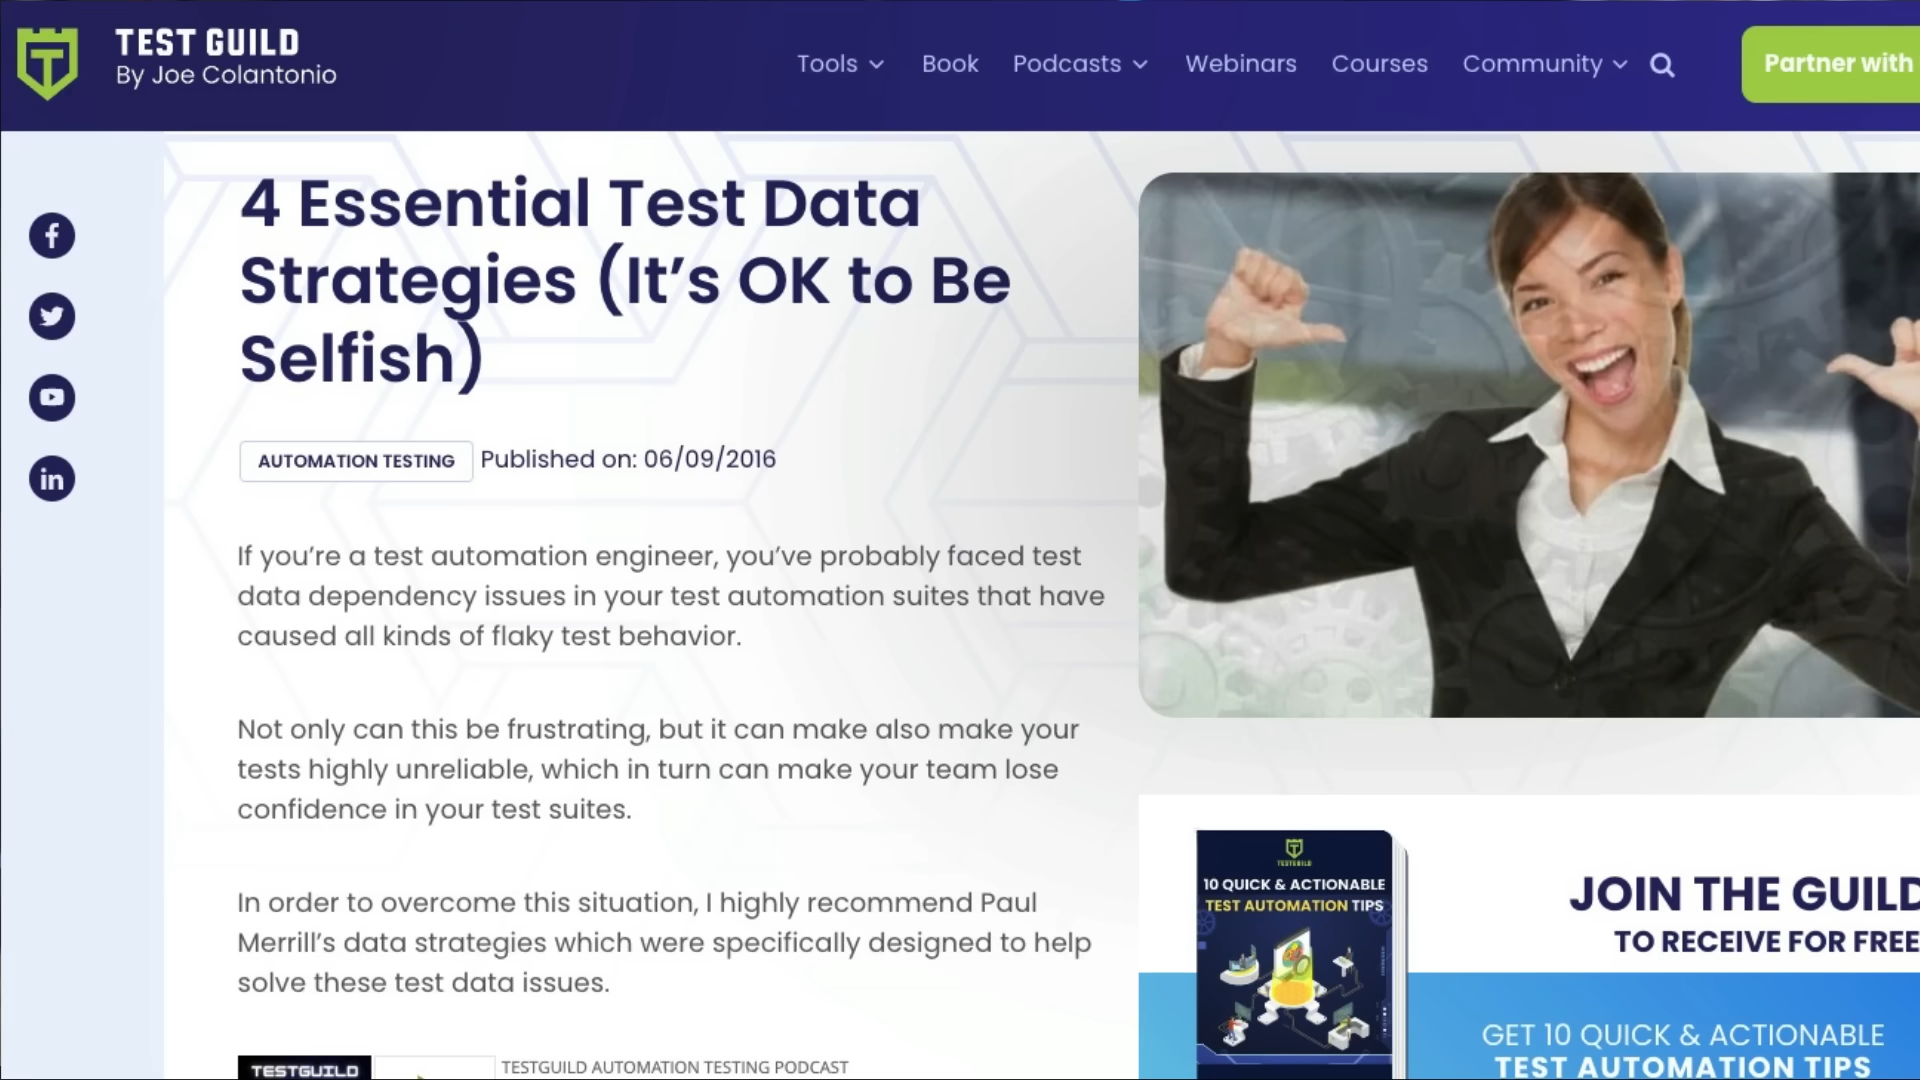 TEST GUILD
By Joe Colantonio
Tools
Book
Podcasts
Webinars
Courses
Community
Partner with
4 Essential Test Data
Strategies (It’s OK to Be
Selfish)
AUTOMATION TESTING
Published on: 06/09/2016
If you’re a test automation engineer, you’ve probably faced test
data dependency issues in your test automation suites that have
caused all kinds of flaky test behavior.
Not only can this be frustrating, but it can make also make your
tests highly unreliable, which in turn can make your team lose
confidence in your test suites.
In order to overcome this situation, I highly recommend Paul
Merrill’s data strategies which were specifically designed to help
solve these test data issues.
TESTGUILD
TESTGUILD AUTOMATION TESTING PODCAST
TESTGUILD
10 QUICK & ACTIONABLE
TEST AUTOMATION TIPS
JOIN THE GUILD
TO RECEIVE FOR FREE
GET 10 QUICK & ACTIONABLE
TEST AUTOMATION TIPS